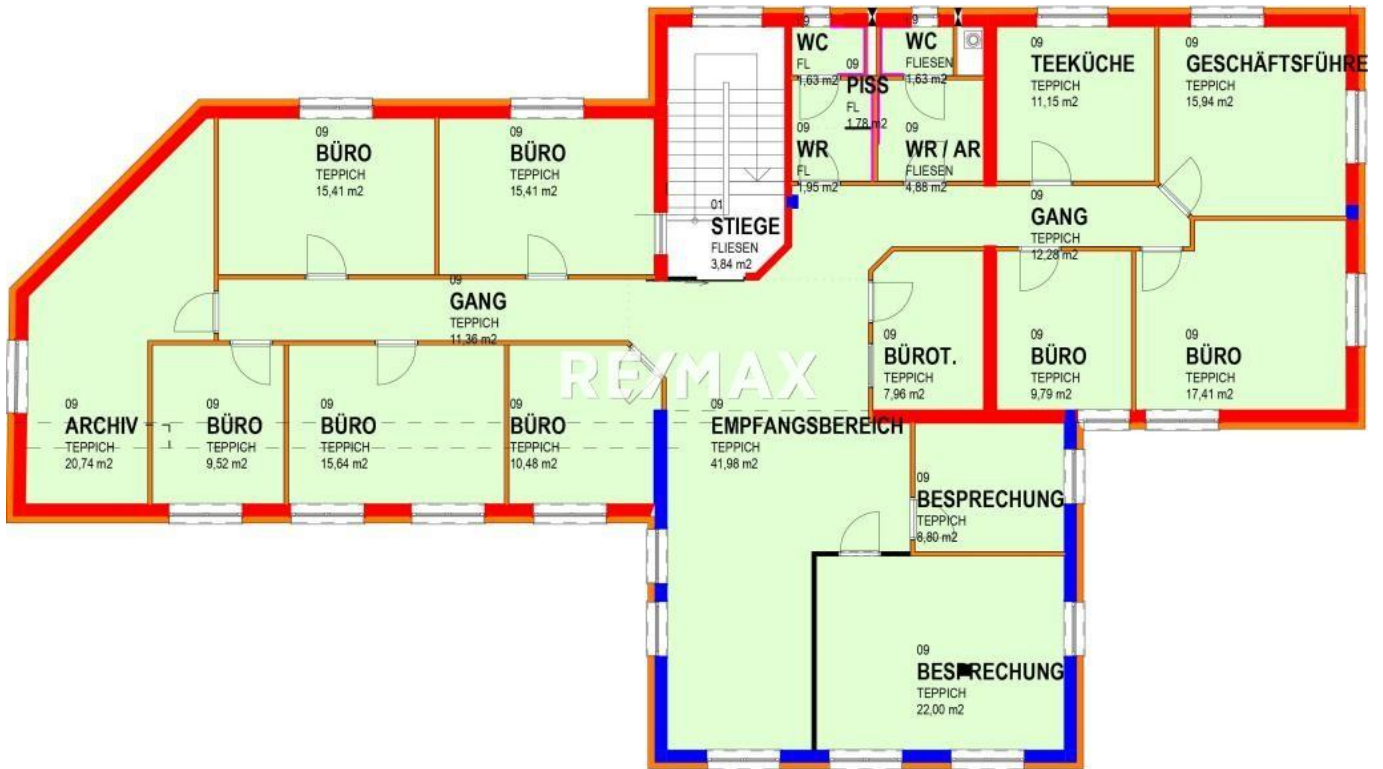 09
WC
FL
1,63 m2
09
PISS
FL
1,78 m2
09
WC
FLIESEN
1,63 m2
09
WR
FL
1,95 m2
09
WR / AR
FLIESEN
4,88 m2
09
TEEKÜCHE
TEPPICH
11,15 m2
09
GESCHÄFTSFÜHRE
TEPPICH
15,94 m2
09
BÜRO
TEPPICH
15,41 m2
09
BÜRO
TEPPICH
15,41 m2
01
STIEGE
FLIESEN
3,84 m2
09
GANG
TEPPICH
12,28 m2
09
GANG
TEPPICH
11,36 m2
RE/MAX
09
BÜROT.
TEPPICH
7,96 m2
09
BÜRO
TEPPICH
9,79 m2
09
BÜRO
TEPPICH
17,41 m2
09
ARCHIV
TEPPICH
20,74 m2
09
BÜRO
TEPPICH
9,52 m2
09
BÜRO
TEPPICH
15,64 m2
09
BÜRO
TEPPICH
10,48 m2
09
EMPFANGSBEREICH
TEPPICH
41,98 m2
09
BESPRECHUNG
TEPPICH
8,80 m2
09
BESPRECHUNG
TEPPICH
22,00 m2